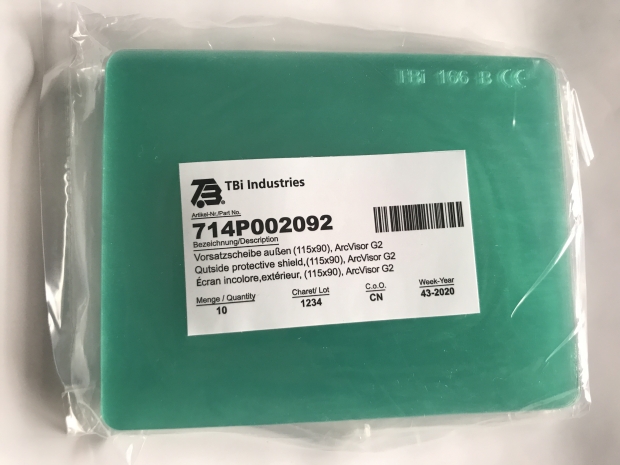 TBi 166 B CE
TBi Industries
Artikel-Nr./Part No.
714P002092
Bezeichnung/Description
Vorsatzscheibe außen (115x90), ArcVisor G2
Qutside protective shield,(115x90), ArcVisor G2
Écran incolore,extérieur, (115x90), ArcVisor G2
Menge / Quantity Charet/ Lot C.o.O. Week-Year
10 1234 CN 43-2020